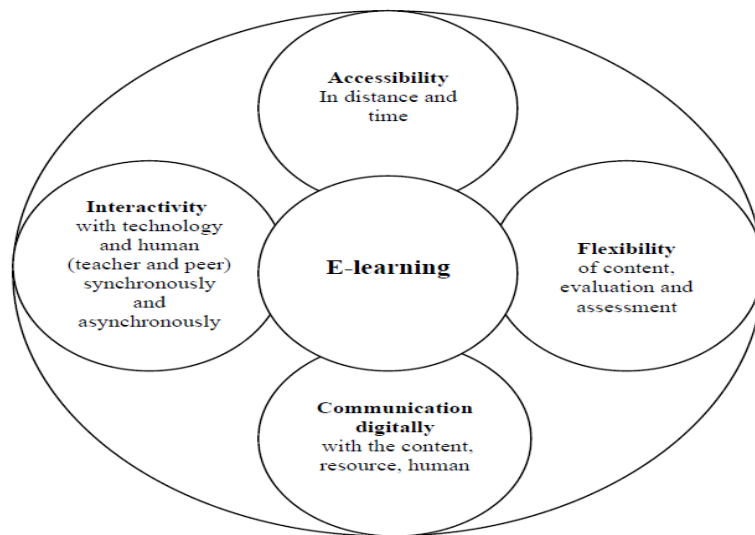 Accessibility
In distance and
time
Interactivity
with technology
and human
(teacher and peer)
synchronously
and
asynchronously
E-learning
Flexibility
of content,
evaluation and
assessment
Communication
digitally
with the content,
resource, human